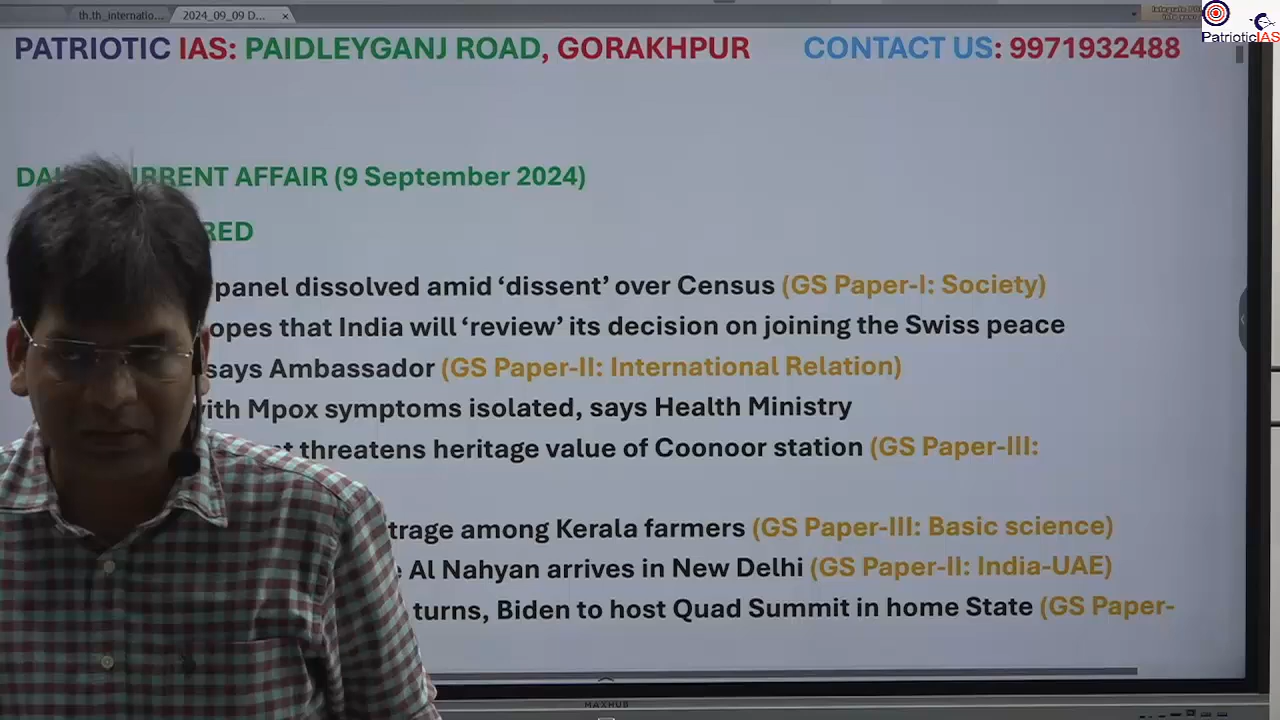 th.th_internatio...
2024_09_09 D...
PatrioticIAS
PATRIOTIC IAS: PAIDLEYGANJ ROAD, GORAKHPUR CONTACT US: 9971932488
CURRENT AFFAIR (9 September 2024)
panel dissolved amid ‘dissent’ over Census (GS Paper-I: Society)
opes that India will ‘review’ its decision on joining the Swiss peace
says Ambassador (GS Paper-II: International Relation)
with Mpox symptoms isolated, says Health Ministry
t threatens heritage value of Coonoor station (GS Paper-III:
trage among Kerala farmers (GS Paper-III: Basic science)
Al Nahyan arrives in New Delhi (GS Paper-II: India-UAE)
turns, Biden to host Quad Summit in home State (GS Paper-
MAXHUB